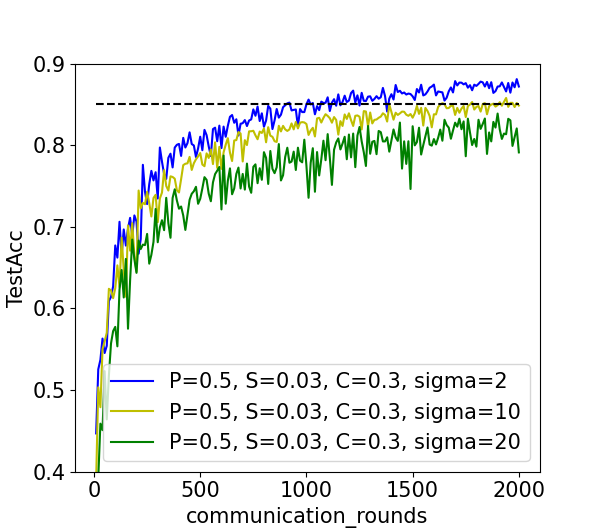 0.9
0.8
0.7
0.6
0.5
0.4
TestAcc
P=0.5, S=0.03, C=0.3, sigma=2
P=0.5, S=0.03, C=0.3, sigma=10
P=0.5, S=0.03, C=0.3, sigma=20
0 500 1000 1500 2000
communication_rounds